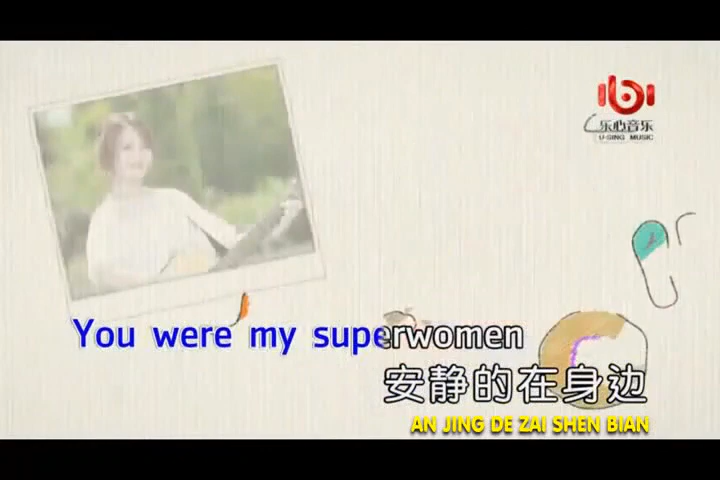 乐心音乐
U-SING MUSIC
You were my superwomen
安静的在身边
AN JING DE ZAI SHEN BIAN